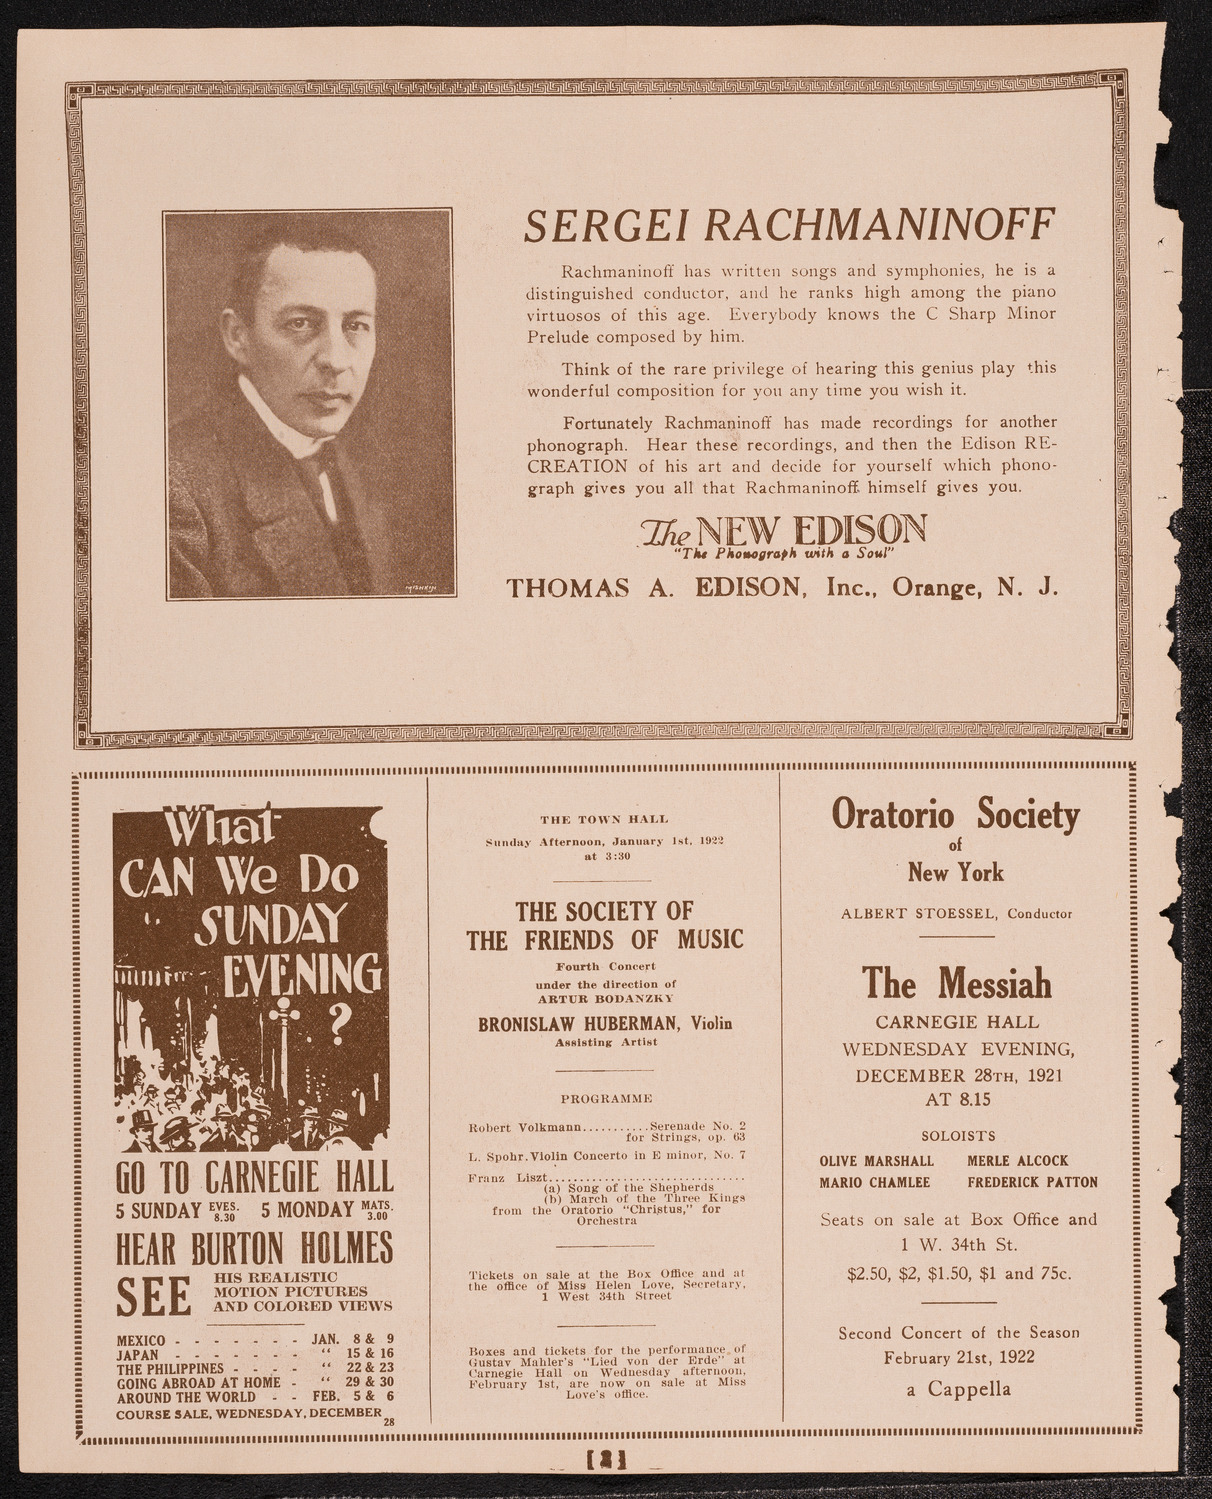 SERGEI RACHMANINOFF
Rachmaninoff has written songs and symphonies, he is a
distinguished conductor, and he ranks high among the piano
virtuosos of this age. Everybody knows the C Sharp Minor
Prelude composed by him.
Think of the rare privilege of hearing this genius play this
wonderful composition for you any time you wish it.
Fortunately Rachmaninoff has made recordings for another
phonograph. Hear these recordings, and then the Edison RE-
CREATION of his art and decide for yourself which phono-
graph gives you all that Rachmaninoff himself gives you.
The NEW EDISON
"The Phonograph with a Soul"
THOMAS A. EDISON, Inc., Orange, N. J.
MISHKIN
What
CAN We Do
SUNDAY
EVENING
?
GO TO CARNEGIE HALL
5 SUNDAY EVES. 8.30 5 MONDAY MATS. 3.00
HEAR BURTON HOLMES
SEE HIS REALISTIC
MOTION PICTURES
AND COLORED VIEWS
MEXICO - - - - - - - JAN. 8 & 9
JAPAN - - - - - - - " 15 & 16
THE PHILIPPINES - - - - " 22 & 23
GOING ABROAD AT HOME - " 29 & 30
AROUND THE WORLD - - FEB. 5 & 6
COURSE SALE, WEDNESDAY, DECEMBER 28
THE TOWN HALL
Sunday Afternoon, January 1st, 1922
at 3:30
THE SOCIETY OF
THE FRIENDS OF MUSIC
Fourth Concert
under the direction of
ARTUR BODANZKY
BRONISLAW HUBERMAN, Violin
Assisting Artist
PROGRAMME
Robert Volkmann..........Serenade No. 2
for Strings, op. 63
L. Spohr.Violin Concerto in E minor, No. 7
Franz Liszt..............................
(a) Song of the Shepherds
(b) March of the Three Kings
from the Oratorio "Christus," for
Orchestra
Tickets on sale at the Box Office and at
the office of Miss Helen Love, Secretary,
1 West 34th Street
Boxes and tickets for the performance of
Gustav Mahler's "Lied von der Erde" at
Carnegie Hall on Wednesday afternoon,
February 1st, are now on sale at Miss
Love's office.
Oratorio Society
of
New York
ALBERT STOESSEL, Conductor
The Messiah
CARNEGIE HALL
WEDNESDAY EVENING,
DECEMBER 28TH, 1921
AT 8.15
SOLOISTS
OLIVE MARSHALL MERLE ALCOCK
MARIO CHAMLEE FREDERICK PATTON
Seats on sale at Box Office and
1 W. 34th St.
$2.50, $2, $1.50, $1 and 75c.
Second Concert of the Season
February 21st, 1922
a Cappella
[2]